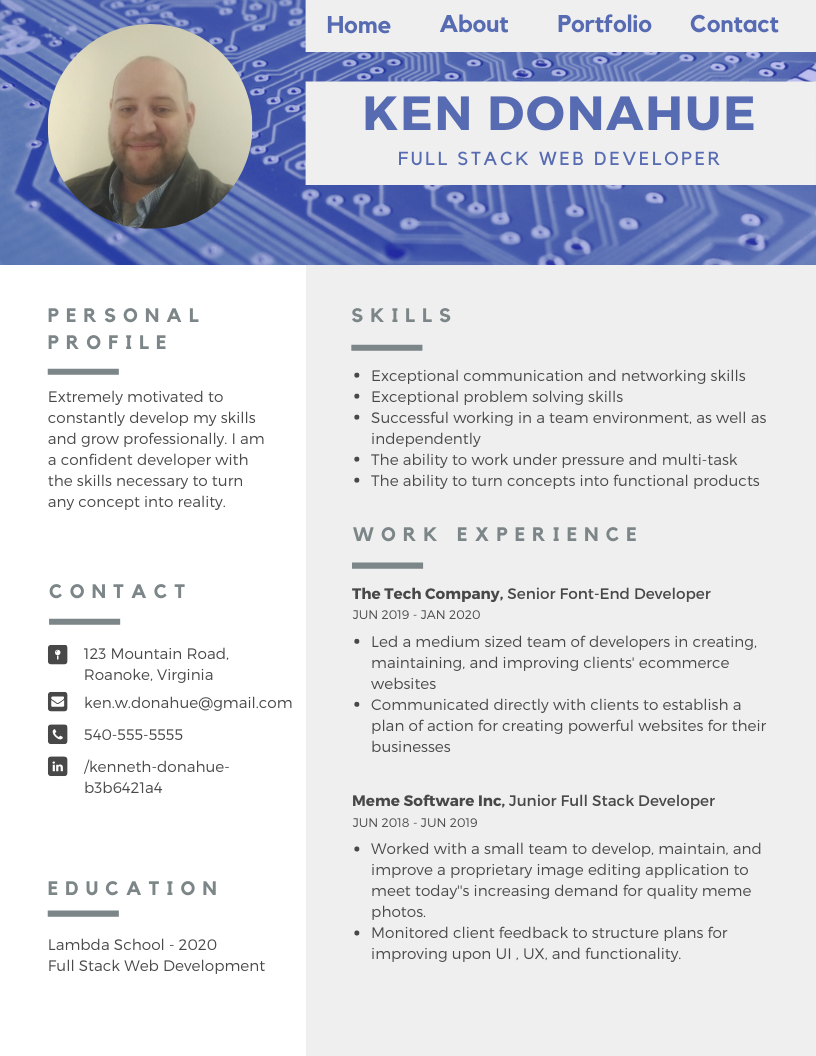 Home About Portfolio Contact
KEN DONAHUE
FULL STACK WEB DEVELOPER
PERSONAL
PROFILE
Extremely motivated to
constantly develop my skills
and grow professionally. I am
a confident developer with
the skills necessary to turn
any concept into reality.
CONTACT
123 Mountain Road,
Roanoke, Virginia
ken.w.donahue@gmail.com
540-555-5555
in /kenneth-donahue-
b3b6421a4
EDUCATION
Lambda School - 2020
Full Stack Web Development
SKILLS
• Exceptional communication and networking skills
• Exceptional problem solving skills
• Successful working in a team environment, as well as
independently
• The ability to work under pressure and multi-task
• The ability to turn concepts into functional products
WORK EXPERIENCE
The Tech Company, Senior Font-End Developer
JUN 2019 - JAN 2020
• Led a medium sized team of developers in creating,
maintaining, and improving clients' ecommerce
websites
• Communicated directly with clients to establish a
plan of action for creating powerful websites for their
businesses
Meme Software Inc, Junior Full Stack Developer
JUN 2018 - JUN 2019
• Worked with a small team to develop, maintain, and
improve a proprietary image editing application to
meet today"s increasing demand for quality meme
photos.
• Monitored client feedback to structure plans for
improving upon UI , UX, and functionality.